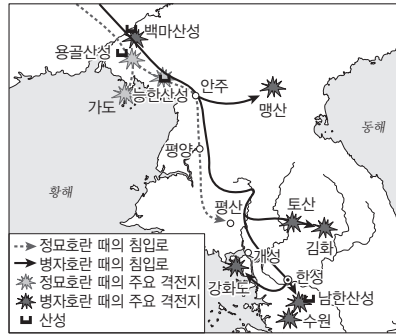 백마산성
용골산성
가도
능한산성
안주
맹산
동해
평양
황해
평산
토산
김화
개성
강화도
한성
남한산성
수원
정묘호란 때의 침입로
병자호란 때의 침입로
정묘호란 때의 주요 격전지
병자호란 때의 주요 격전지
산성